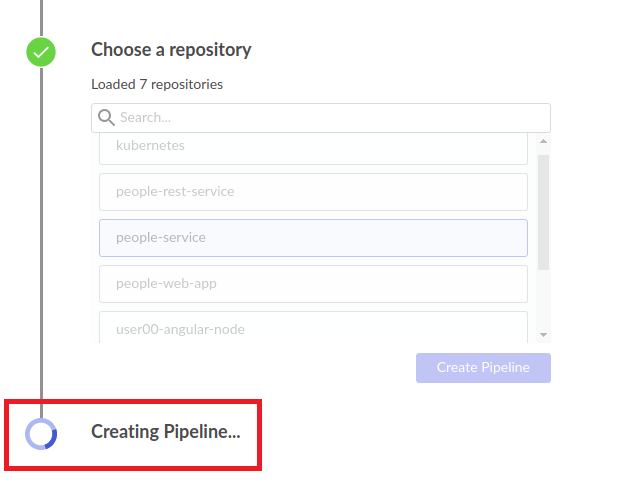 Choose a repository
Loaded 7 repositories
Search...
kubernetes
people-rest-service
people-service
people-web-app
user00-angular-node
Create Pipeline
Creating Pipeline...